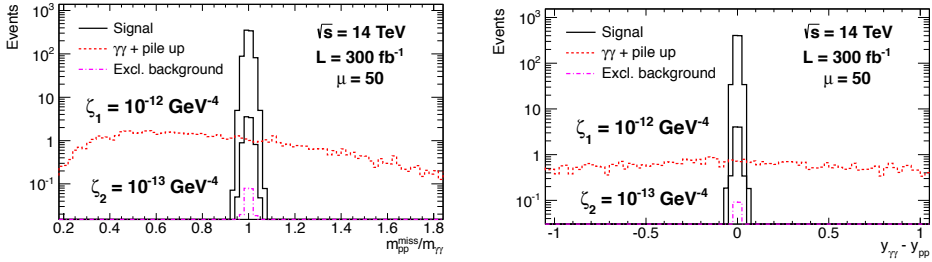 Events
Signal
γγ + pile up
Excl. background
√s = 14 TeV
L = 300 fb⁻¹
μ = 50
ζ₁ = 10⁻¹² GeV⁻⁴
ζ₂ = 10⁻¹³ GeV⁻⁴
10³
10²
10
1
10⁻¹
0.2 0.4 0.6 0.8 1.0 1.2 1.4 1.6 1.8
m_pp^miss/m_γγ
Events
Signal
γγ + pile up
Excl. background
√s = 14 TeV
L = 300 fb⁻¹
μ = 50
ζ₁ = 10⁻¹² GeV⁻⁴
ζ₂ = 10⁻¹³ GeV⁻⁴
10³
10²
10
1
10⁻¹
-1 -0.5 0 0.5 1
y_γγ - y_pp